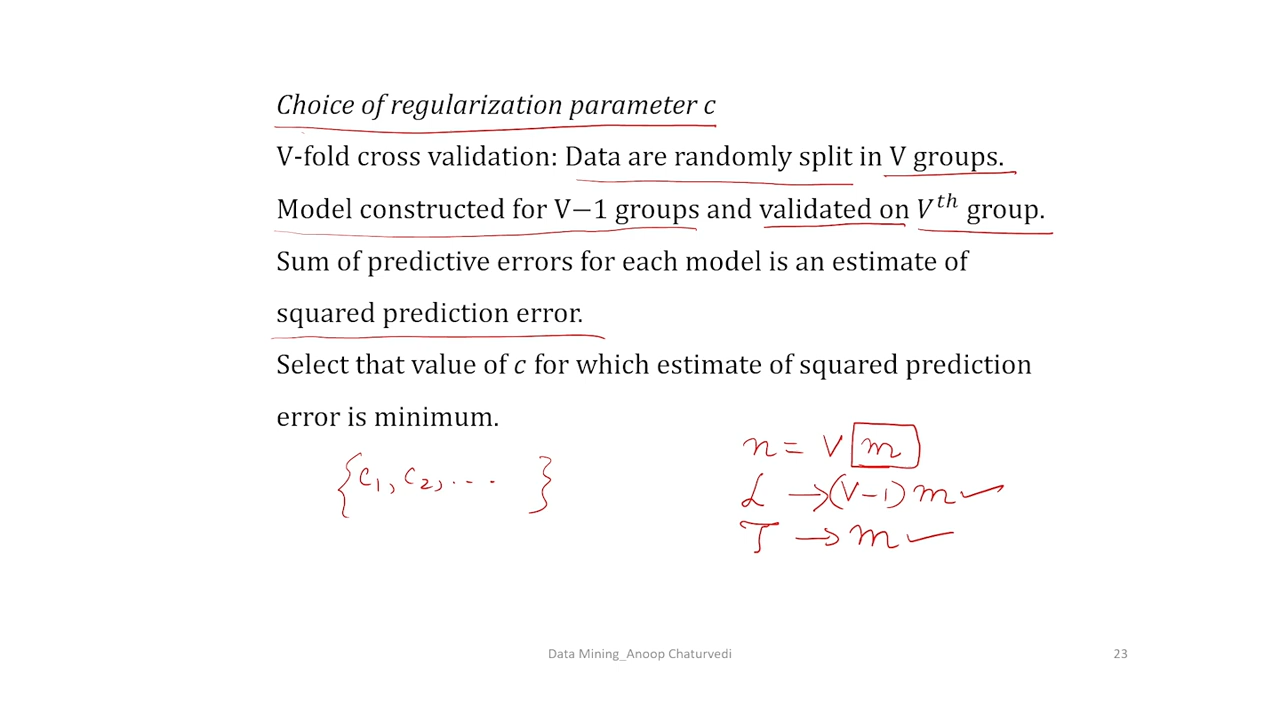 Choice of regularization parameter c
V-fold cross validation: Data are randomly split in V groups.
Model constructed for V−1 groups and validated on Vᵗʰ group.
Sum of predictive errors for each model is an estimate of
squared prediction error.
Select that value of c for which estimate of squared prediction
error is minimum.
{c₁, c₂, ... }
n = V m
L → (V−1) m ✓
T → m ✓
Data Mining_Anoop Chaturvedi
23